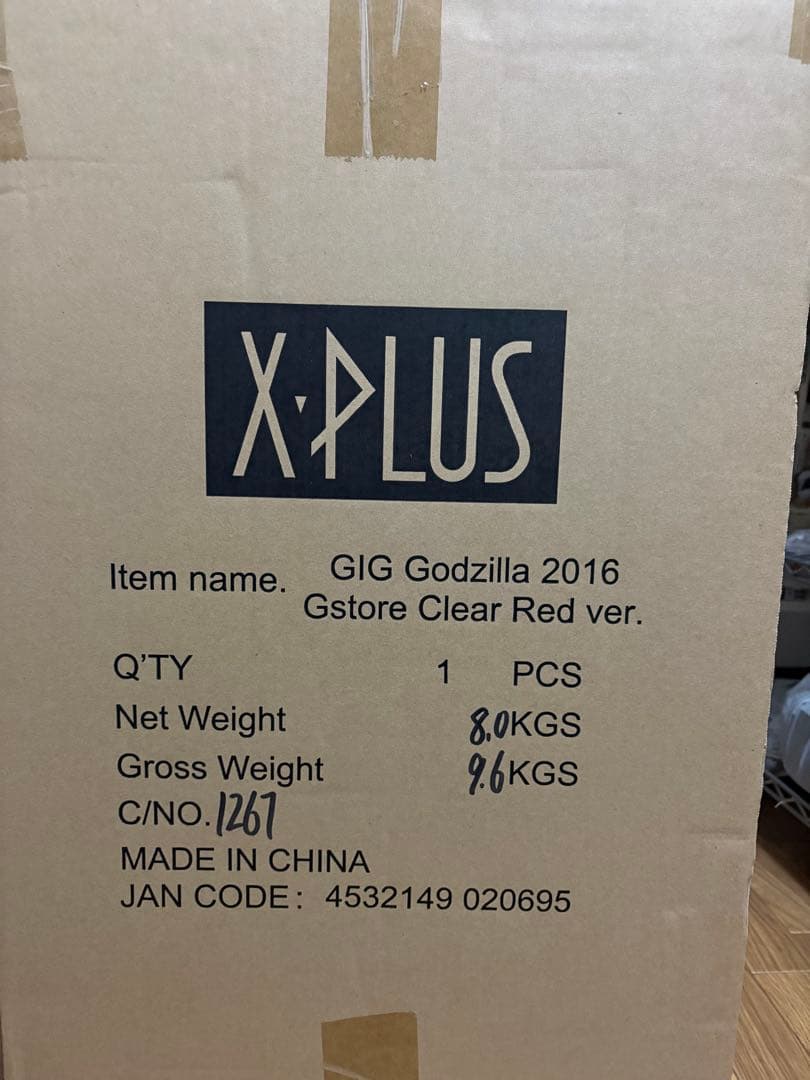 X·PLUS
Item name. GIG Godzilla 2016
Gstore Clear Red ver.
Q'TY 1 PCS
Net Weight 8.0KGS
Gross Weight 9.6KGS
C/NO.1267
MADE IN CHINA
JAN CODE: 4532149 020695